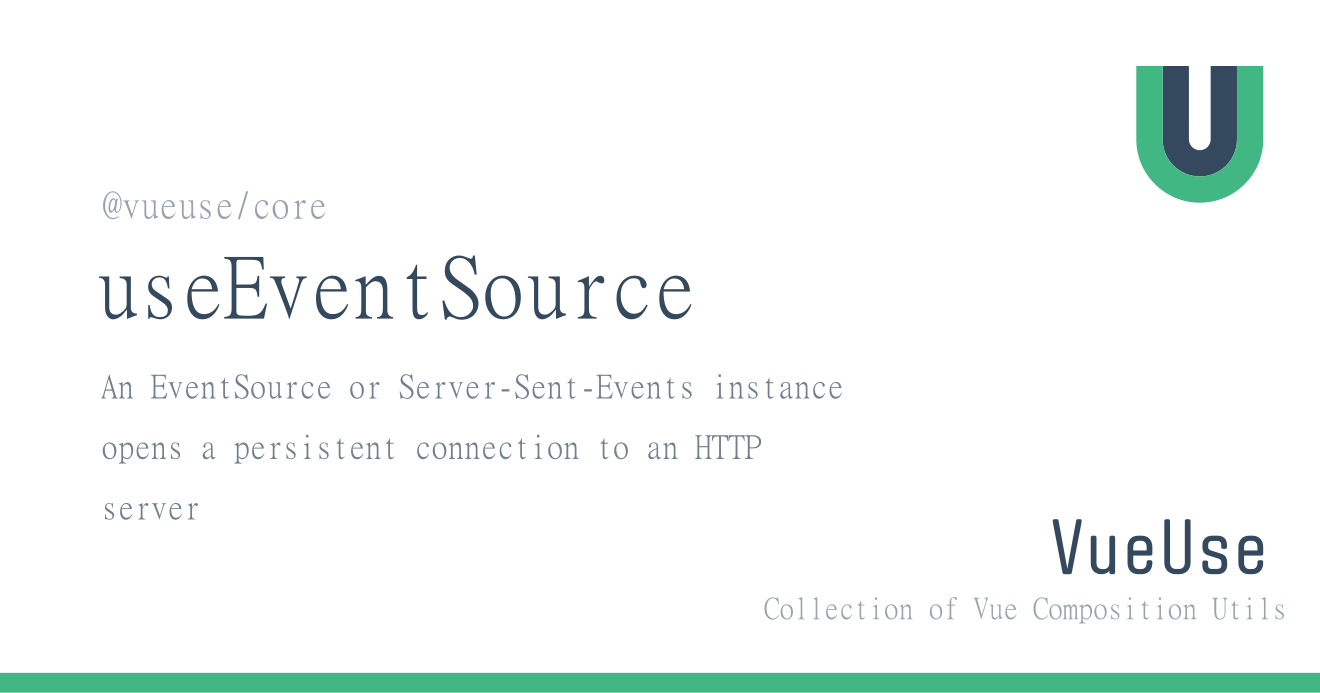 @vueuse/core
useEventSource
An EventSource or Server-Sent-Events instance
opens a persistent connection to an HTTP
server
VueUse
Collection of Vue Composition Utils